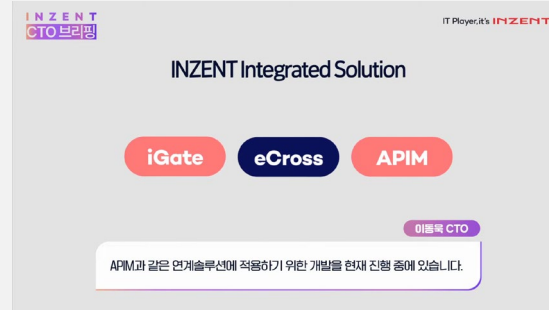 INZENT
CTO 브리핑
IT Player, it's INZENT
INZENT Integrated Solution
iGate
eCross
APIM
이동욱 CTO
APIM과 같은 연계솔루션에 적용하기 위한 개발을 현재 진행 중에 있습니다.